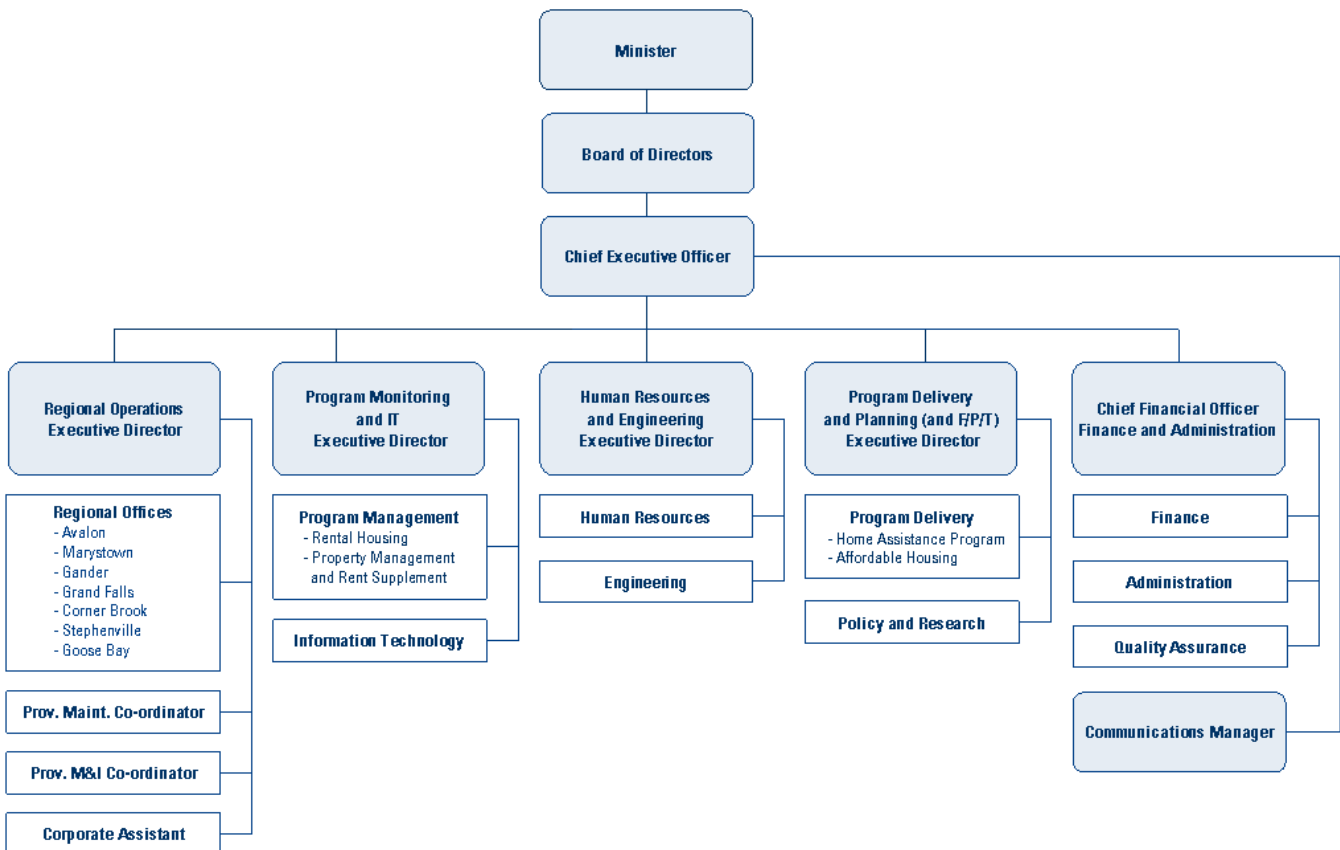 Minister
Board of Directors
Chief Executive Officer
Regional Operations
Executive Director
Program Monitoring
and IT
Executive Director
Human Resources
and Engineering
Executive Director
Program Delivery
and Planning (and F/P/T)
Executive Director
Chief Financial Officer
Finance and Administration
Regional Offices
- Avalon
- Marystown
- Gander
- Grand Falls
- Corner Brook
- Stephenville
- Goose Bay
Prov. Maint. Co-ordinator
Prov. M&I Co-ordinator
Corporate Assistant
Program Management
- Rental Housing
- Property Management
and Rent Supplement
Information Technology
Human Resources
Engineering
Program Delivery
- Home Assistance Program
- Affordable Housing
Policy and Research
Finance
Administration
Quality Assurance
Communications Manager